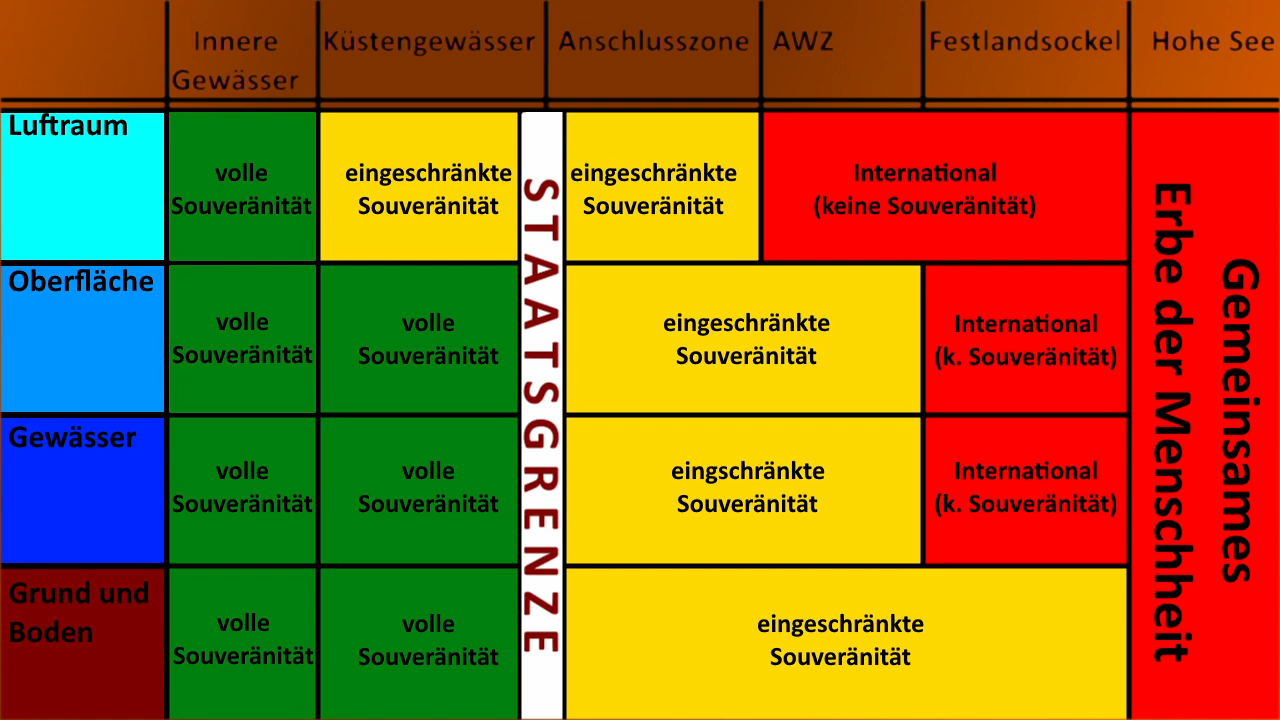 Innere
Gewässer
Küstengewässer
Anschlusszone
AWZ
Festlandsockel
Hohe See
Luftraum
volle
Souveränität
eingeschränkte
Souveränität
STAATSGRENZE
eingeschränkte
Souveränität
International
(keine Souveränität)
Gemeinsames
Erbe der Menschheit
Oberfläche
volle
Souveränität
volle
Souveränität
eingeschränkte
Souveränität
International
(k. Souveränität)
Gewässer
volle
Souveränität
volle
Souveränität
eingschränkte
Souveränität
International
(k. Souveränität)
Grund und
Boden
volle
Souveränität
volle
Souveränität
eingeschränkte
Souveränität